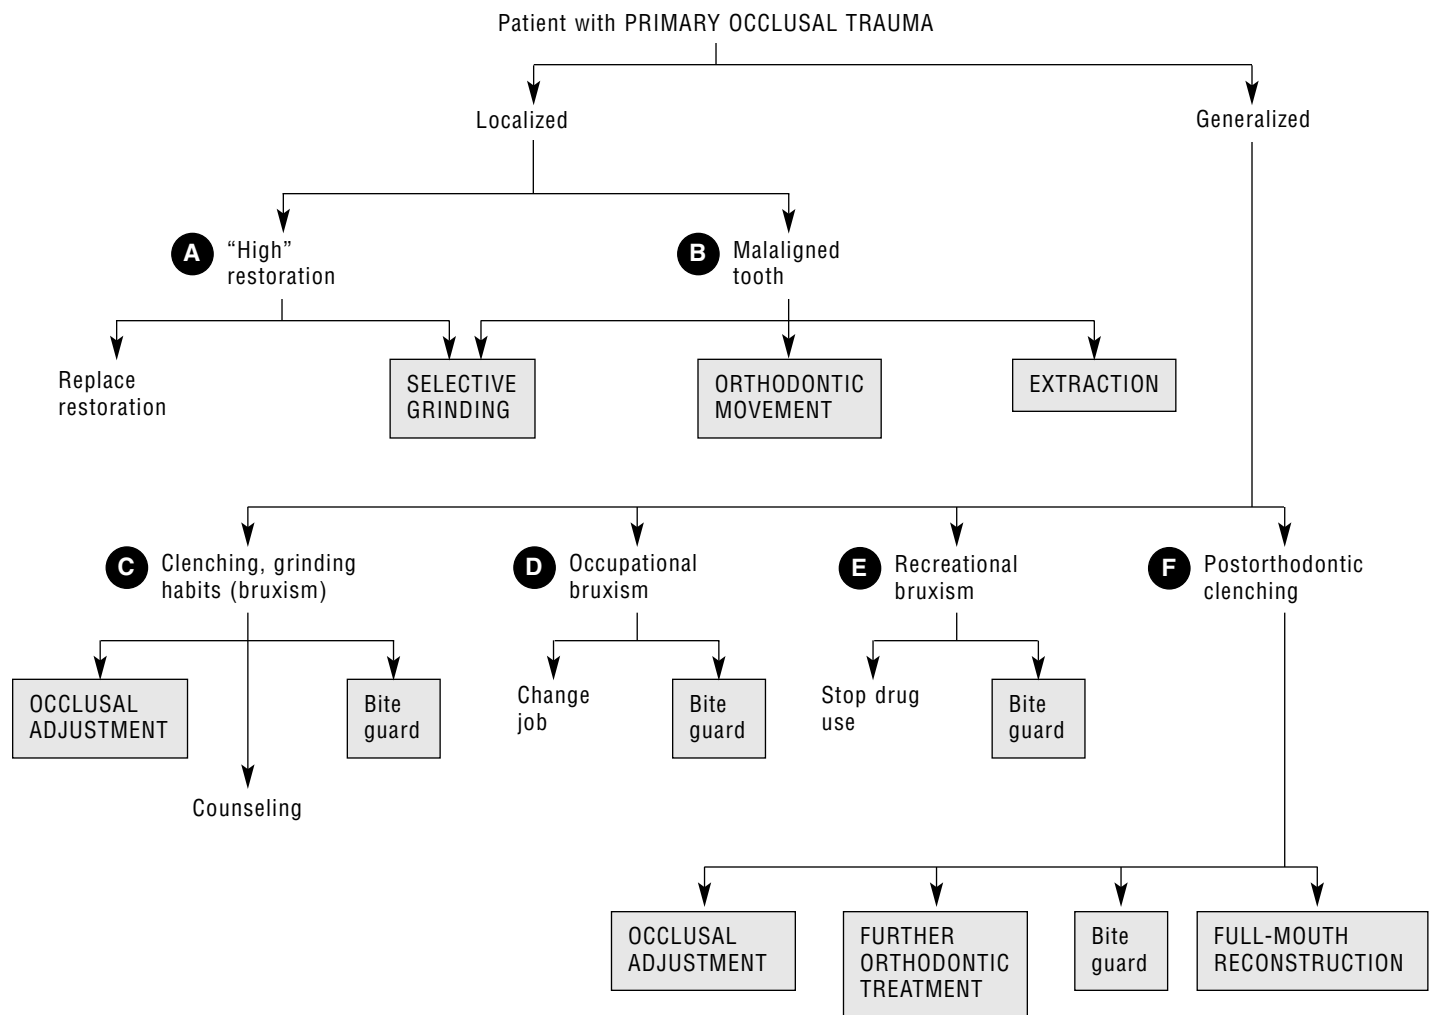 Patient with PRIMARY OCCLUSAL TRAUMA
Localized
Generalized
A
“High”
restoration
B
Malaligned
tooth
Replace
restoration
SELECTIVE
GRINDING
ORTHODONTIC
MOVEMENT
EXTRACTION
C
Clenching, grinding
habits (bruxism)
D
Occupational
bruxism
E
Recreational
bruxism
F
Postorthodontic
clenching
OCCLUSAL
ADJUSTMENT
Bite
guard
Change
job
Bite
guard
Stop drug
use
Bite
guard
Counseling
OCCLUSAL
ADJUSTMENT
FURTHER
ORTHODONTIC
TREATMENT
Bite
guard
FULL-MOUTH
RECONSTRUCTION